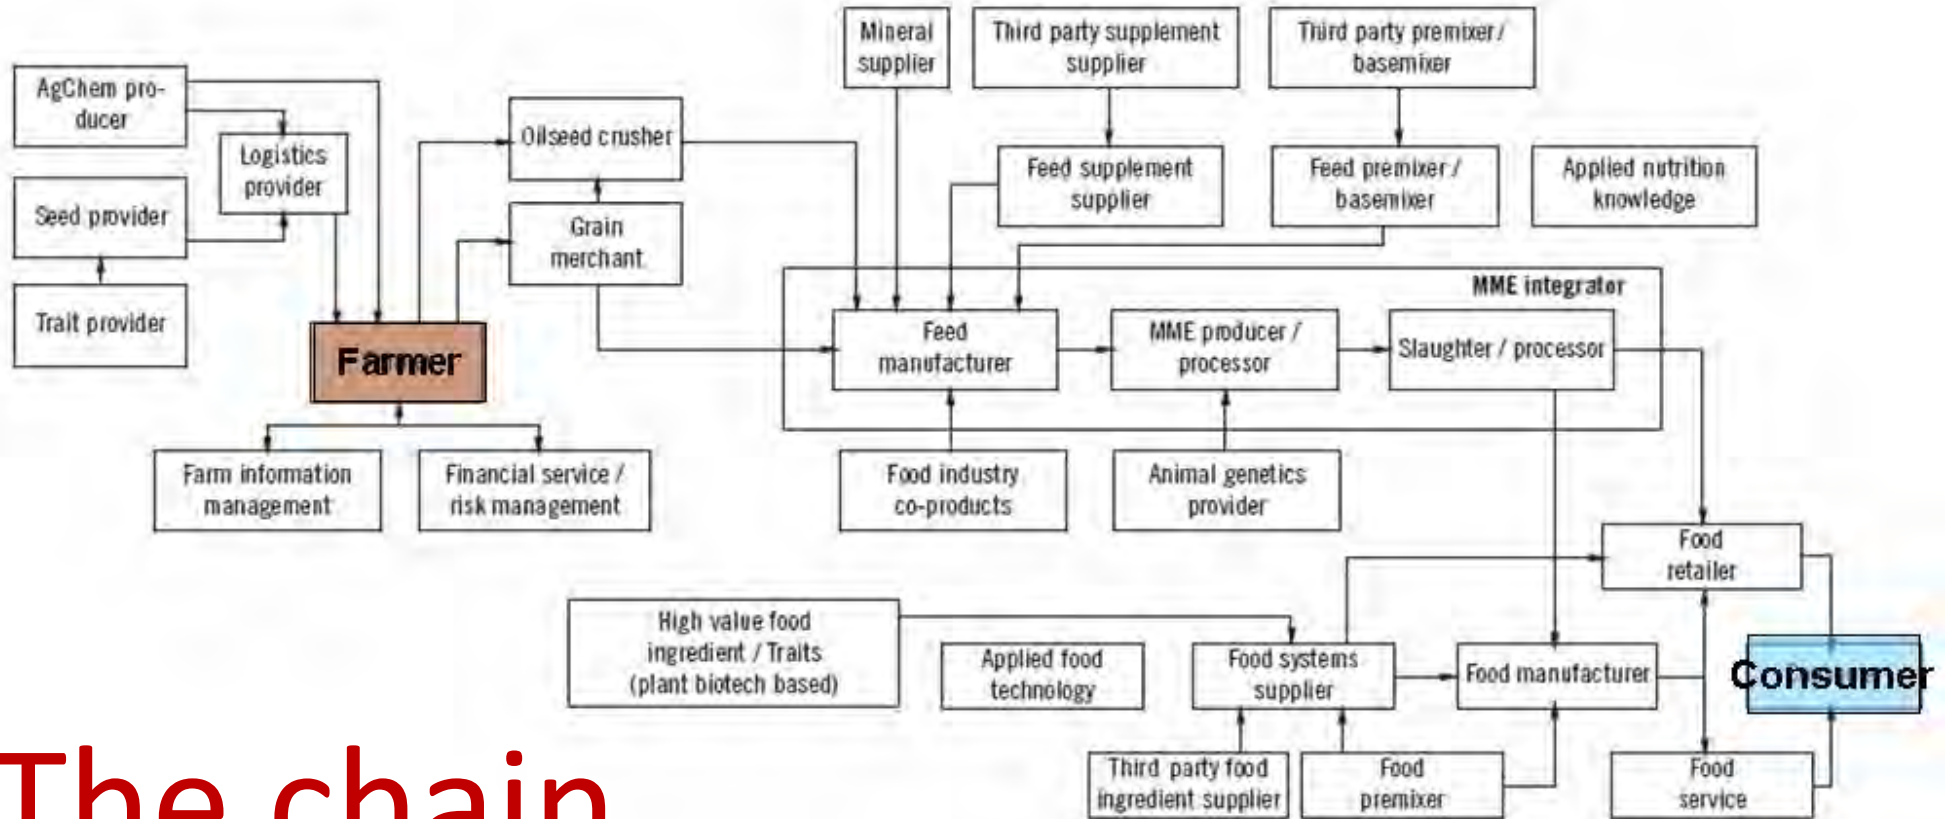 Mineral
supplier
Third party supplement
supplier
Third party premixer /
basemixer
AgChem pro-
ducer
Logistics
provider
Seed provider
Trait provider
Oilseed crusher
Grain
merchant
Feed supplement
supplier
Feed premixer /
basemixer
Applied nutrition
knowledge
MME integrator
Farmer
Feed
manufacturer
MME producer /
processor
Slaughter / processor
Farm information
management
Financial service /
risk management
Food industry
co-products
Animal genetics
provider
Food
retailer
High value food
ingredient / Traits
(plant biotech based)
Applied food
technology
Food systems
supplier
Food manufacturer
Consumer
Third party food
ingredient supplier
Food
premixer
Food
service
The chain